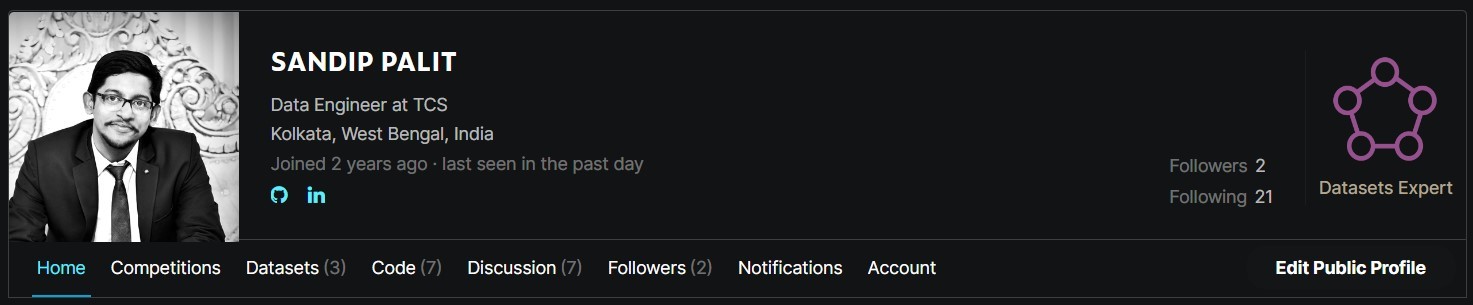 SANDIP PALIT
Data Engineer at TCS
Kolkata, West Bengal, India
Joined 2 years ago · last seen in the past day
in
Followers 2
Following 21
Datasets Expert
Home Competitions Datasets (3) Code (7) Discussion (7) Followers (2) Notifications Account Edit Public Profile